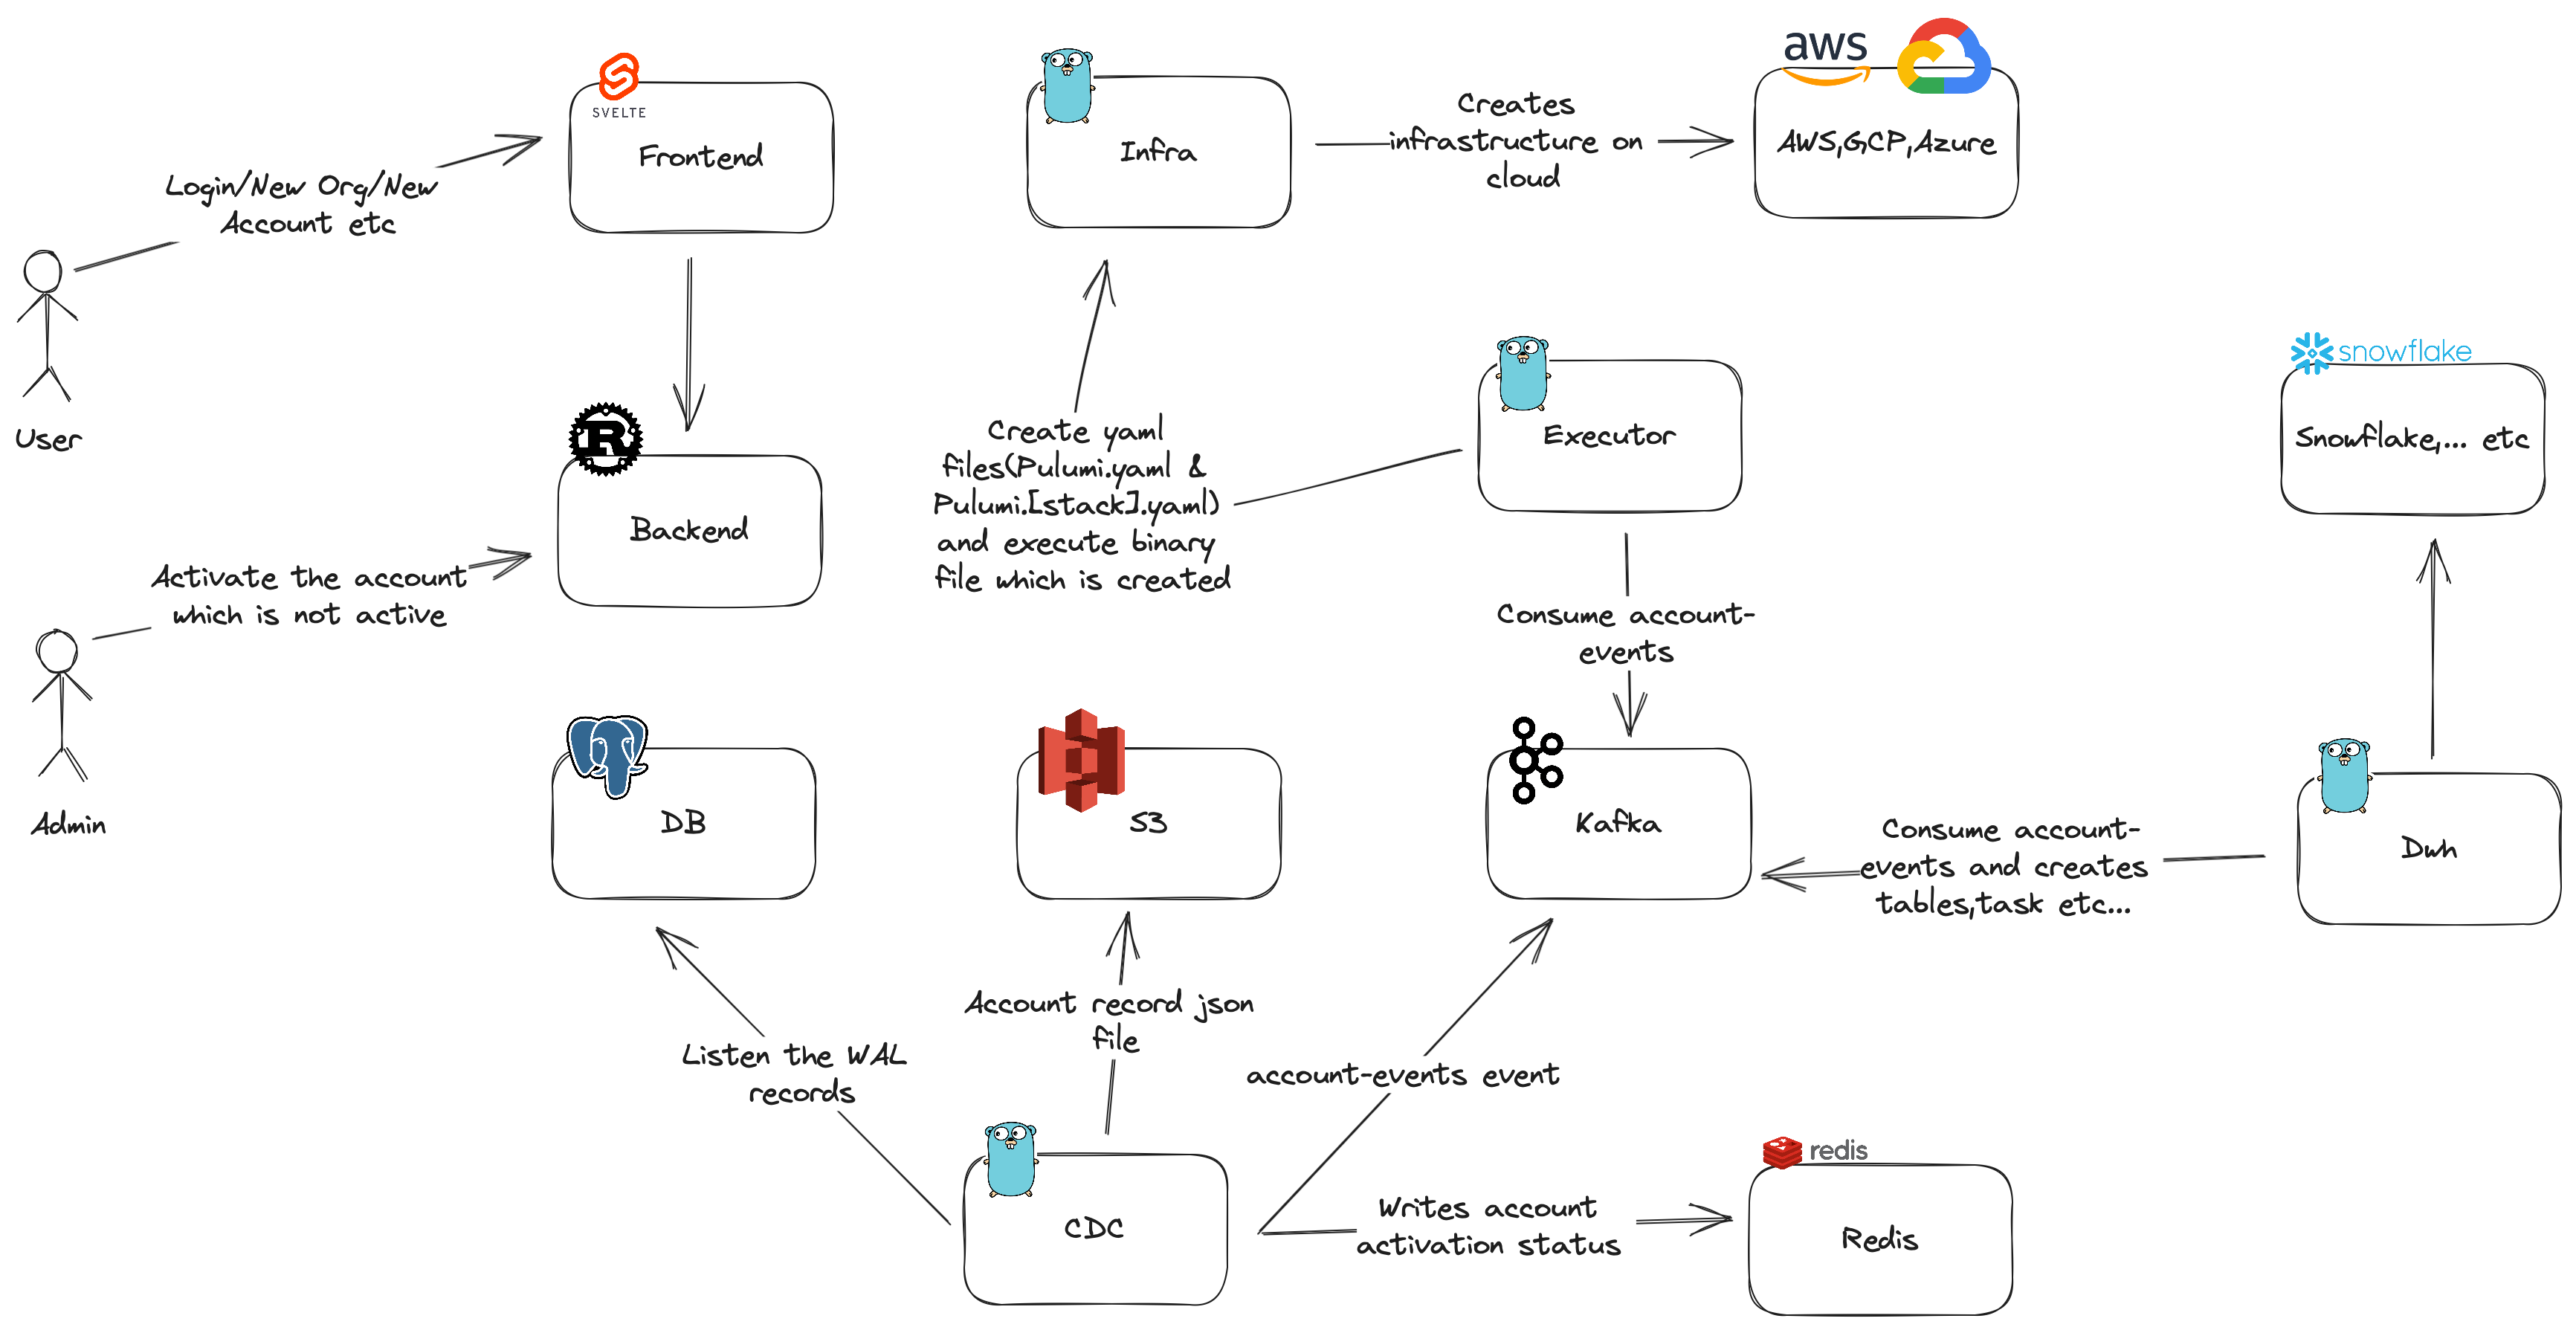 aws
SVELTE
Frontend
Infra
Creates
infrastructure on
cloud
AWS,GCP,Azure
Login/New Org/New
Account etc
User
snowflake
Snowflake,... etc
Executor
Create yaml
files(Pulumi.yaml &
Pulumi.[stack].yaml)
and execute binary
file which is created
R
Backend
Activate the account
which is not active
Consume account-
events
Admin
DB
S3
Kafka
Consume account-
events and creates
tables,task etc...
Dwh
Account record json
file
Listen the WAL
records
account-events event
redis
Writes account
activation status
CDC
Redis